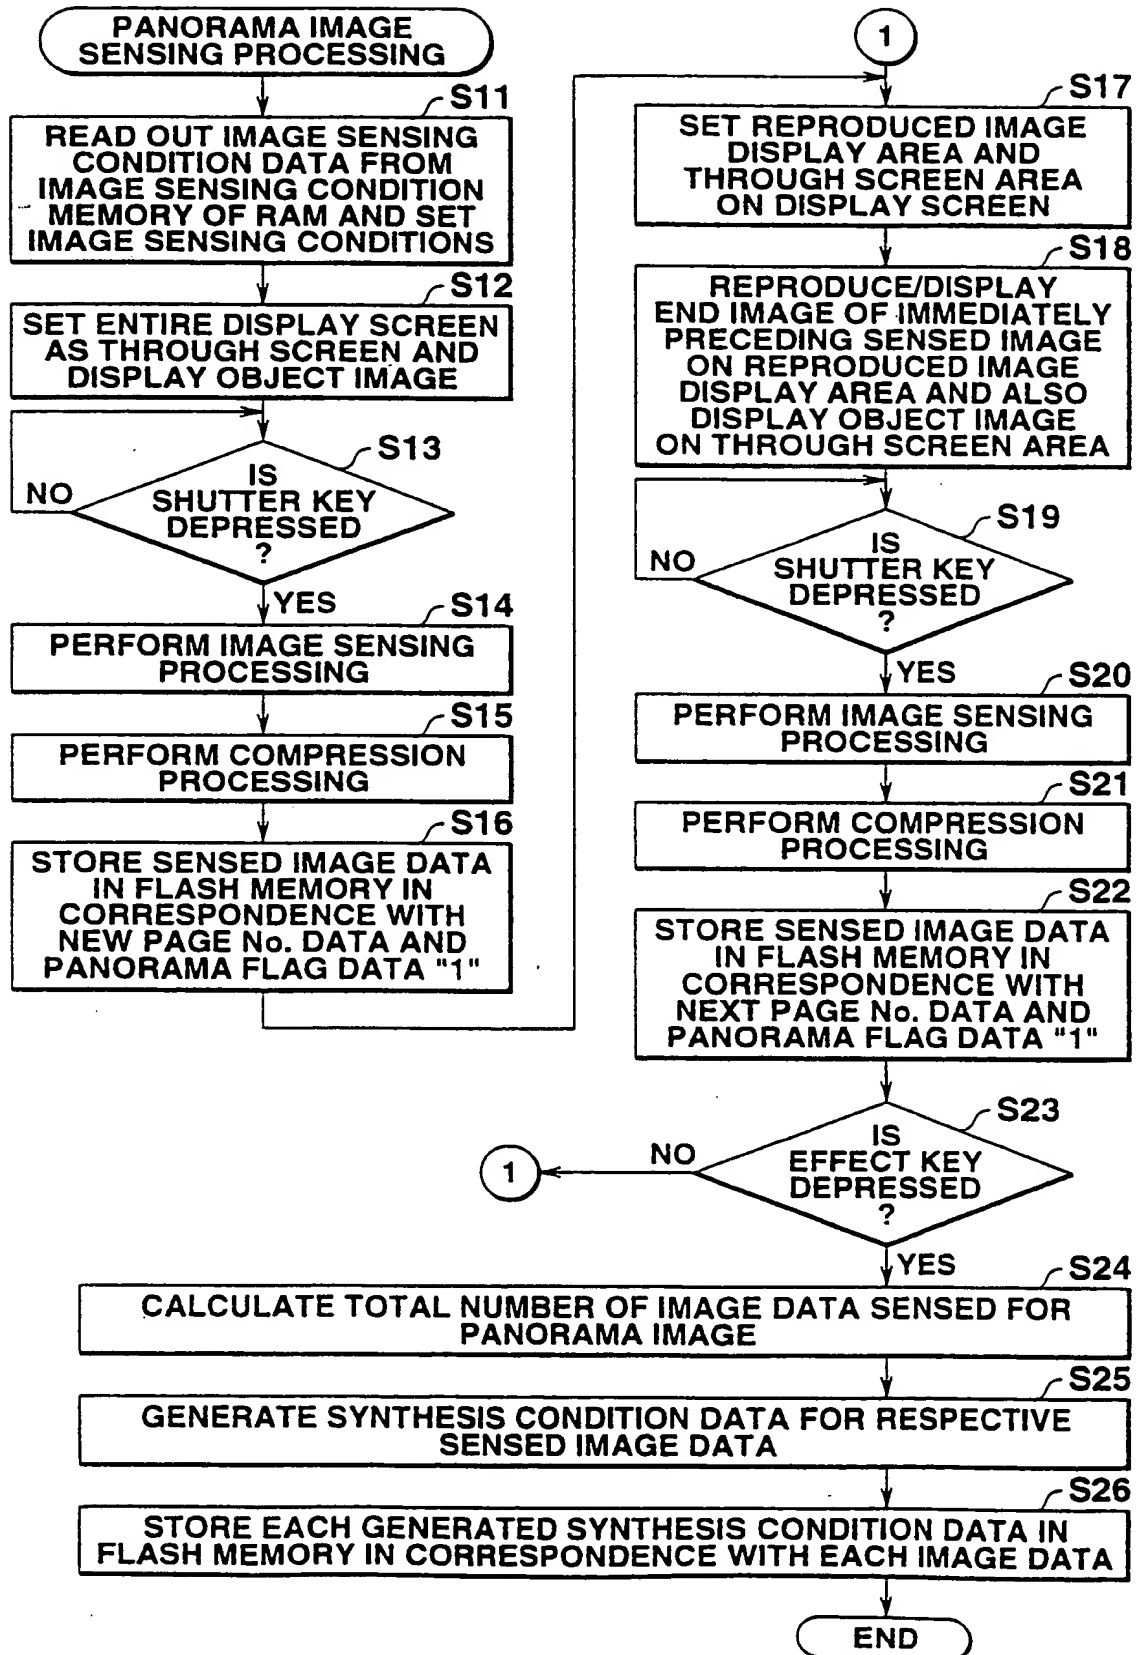 PANORAMA IMAGE
SENSING PROCESSING
S11
READ OUT IMAGE SENSING
CONDITION DATA FROM
IMAGE SENSING CONDITION
MEMORY OF RAM AND SET
IMAGE SENSING CONDITIONS
S12
SET ENTIRE DISPLAY SCREEN
AS THROUGH SCREEN AND
DISPLAY OBJECT IMAGE
S13
IS
SHUTTER KEY
DEPRESSED
?
NO
YES
S14
PERFORM IMAGE SENSING
PROCESSING
S15
PERFORM COMPRESSION
PROCESSING
S16
STORE SENSED IMAGE DATA
IN FLASH MEMORY IN
CORRESPONDENCE WITH
NEW PAGE No. DATA AND
PANORAMA FLAG DATA "1"
1
S17
SET REPRODUCED IMAGE
DISPLAY AREA AND
THROUGH SCREEN AREA
ON DISPLAY SCREEN
S18
REPRODUCE/DISPLAY
END IMAGE OF IMMEDIATELY
PRECEDING SENSED IMAGE
ON REPRODUCED IMAGE
DISPLAY AREA AND ALSO
DISPLAY OBJECT IMAGE
ON THROUGH SCREEN AREA
S19
IS
SHUTTER KEY
DEPRESSED
?
NO
YES
S20
PERFORM IMAGE SENSING
PROCESSING
S21
PERFORM COMPRESSION
PROCESSING
S22
STORE SENSED IMAGE DATA
IN FLASH MEMORY IN
CORRESPONDENCE WITH
NEXT PAGE No. DATA AND
PANORAMA FLAG DATA "1"
S23
IS
EFFECT KEY
DEPRESSED
?
NO
1
YES
S24
CALCULATE TOTAL NUMBER OF IMAGE DATA SENSED FOR
PANORAMA IMAGE
S25
GENERATE SYNTHESIS CONDITION DATA FOR RESPECTIVE
SENSED IMAGE DATA
S26
STORE EACH GENERATED SYNTHESIS CONDITION DATA IN
FLASH MEMORY IN CORRESPONDENCE WITH EACH IMAGE DATA
END